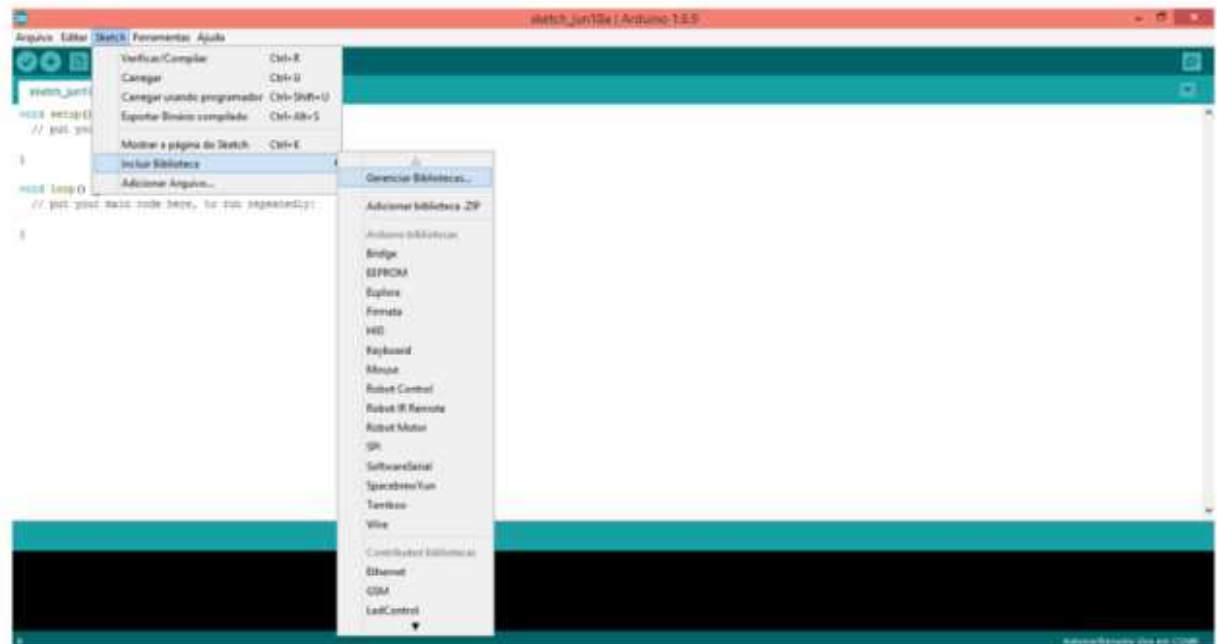 sketch_jun18a | Arduino 1.6.9
Arquivo Editar Sketch Ferramentas Ajuda
Verificar/Compilar Ctrl+R
Carregar Ctrl+U
Carregar usando programador Ctrl+Shift+U
Exportar Binário compilado Ctrl+Alt+S
Mostrar a página do Sketch Ctrl+K
Incluir Biblioteca
Adicionar Arquivo...
void setup()
// put you
}
void loop()
// put your main code here, to run repeatedly:
}
Gerenciar Bibliotecas...
Adicionar biblioteca .ZIP
Arduino bibliotecas
Bridge
EEPROM
Esplora
Firmata
HID
Keyboard
Mouse
Robot Control
Robot IR Remote
Robot Motor
SPI
SoftwareSerial
SpacebrewYun
Temboo
Wire
Contributed bibliotecas
Ethernet
GSM
LedControl